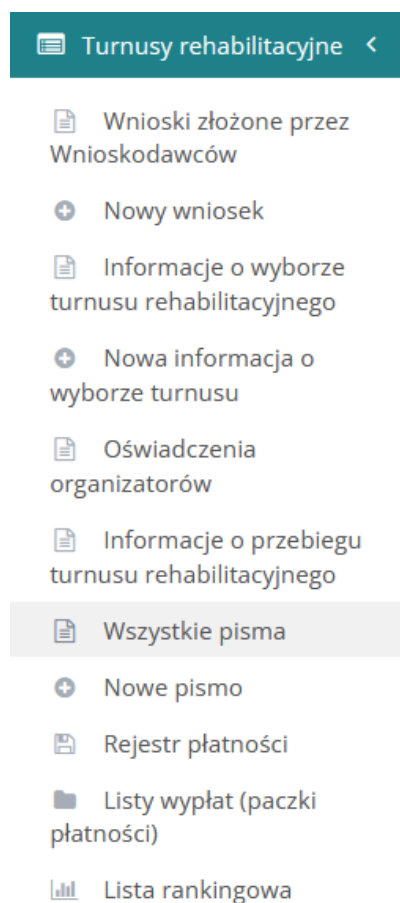 Turnusy rehabilitacyjne
Wnioski złożone przez
Wnioskodawców
Nowy wniosek
Informacje o wyborze
turnusu rehabilitacyjnego
Nowa informacja o
wyborze turnusu
Oświadczenia
organizatorów
Informacje o przebiegu
turnusu rehabilitacyjnego
Wszystkie pisma
Nowe pismo
Rejestr płatności
Listy wypłat (paczki
płatności)
Lista rankingowa